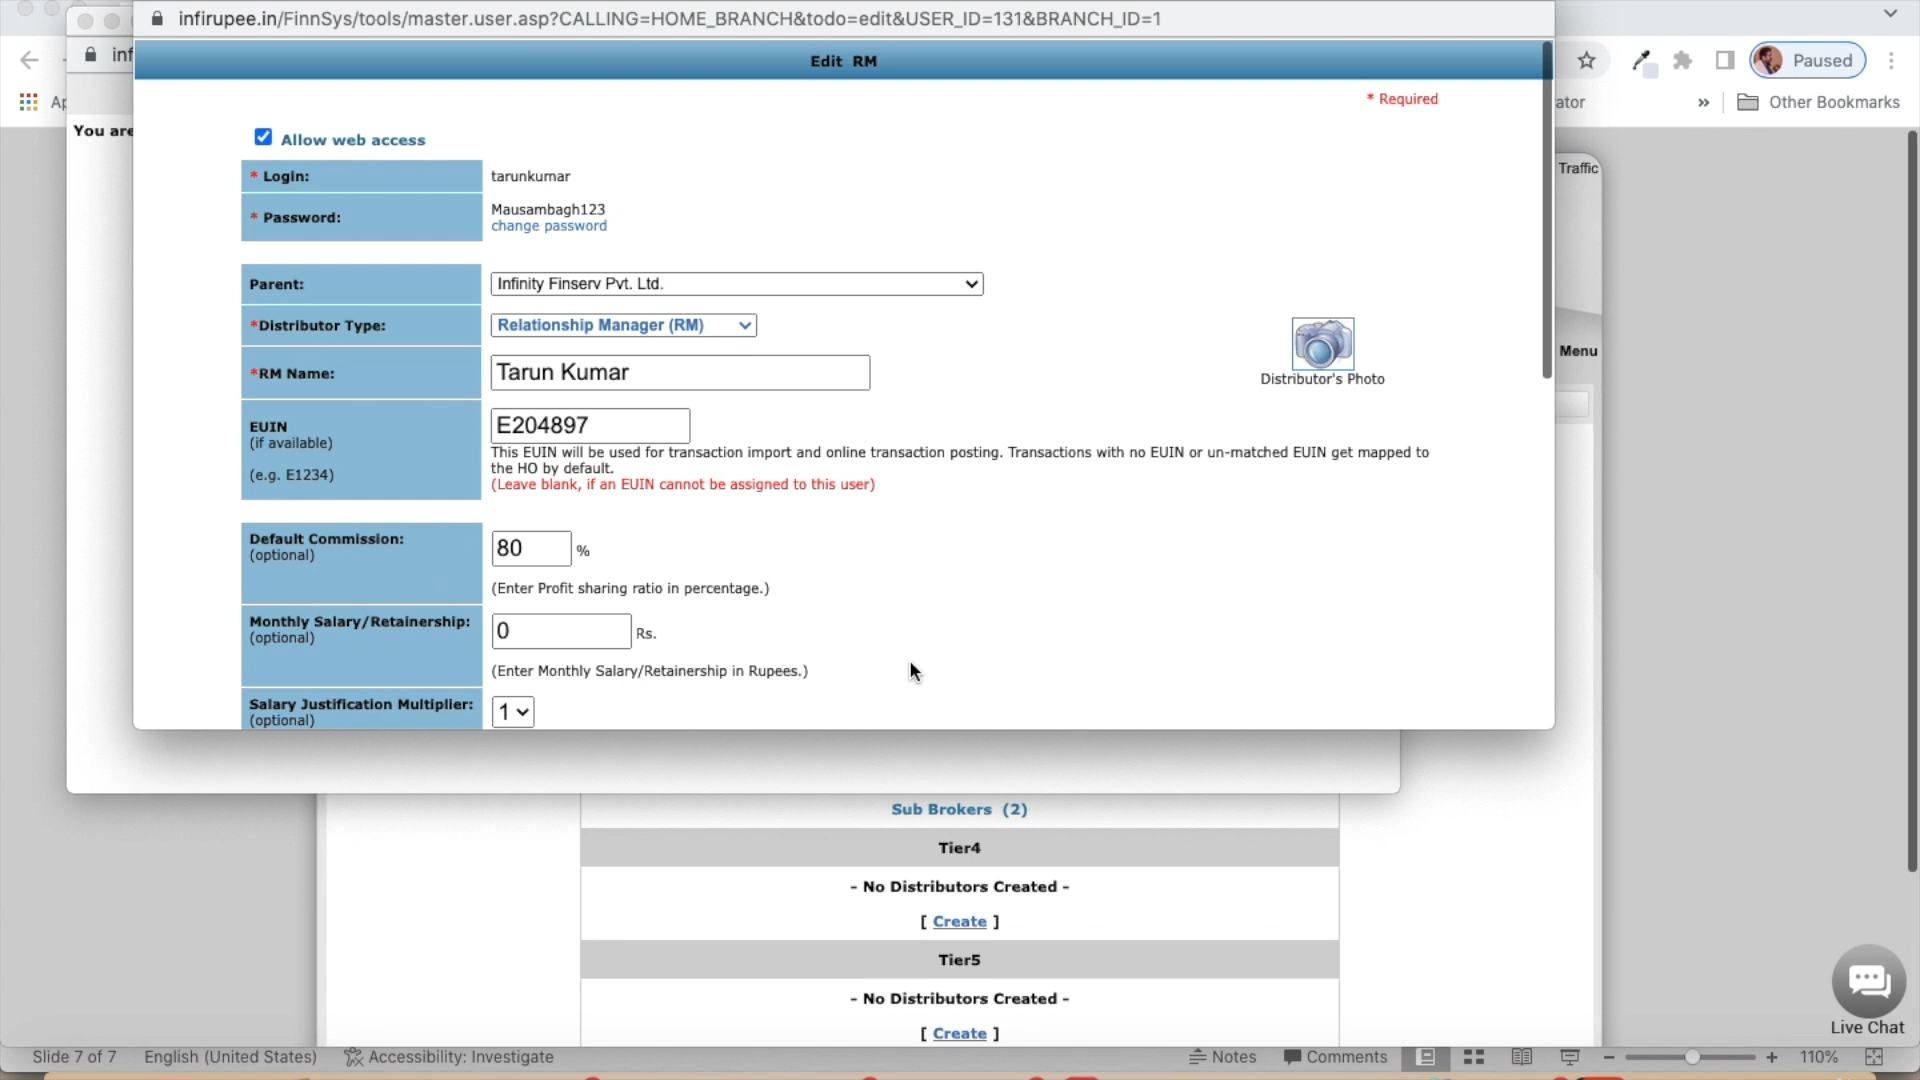 infirupee.in/FinnSys/tools/master.user.asp?CALLING=HOME_BRANCH&todo=edit&USER_ID=131&BRANCH_ID=1
inf
Edit RM
Paused
* Required
Ap
ator
»
Other Bookmarks
You are
Allow web access
Traffic
* Login:
tarunkumar
* Password:
Mausambagh123
change password
Parent:
Infinity Finserv Pvt. Ltd.
*Distributor Type:
Relationship Manager (RM)
Menu
*RM Name:
Tarun Kumar
Distributor's Photo
EUIN
(if available)
(e.g. E1234)
E204897
This EUIN will be used for transaction import and online transaction posting. Transactions with no EUIN or un-matched EUIN get mapped to
the HO by default.
(Leave blank, if an EUIN cannot be assigned to this user)
Default Commission:
(optional)
80 %
(Enter Profit sharing ratio in percentage.)
Monthly Salary/Retainership:
(optional)
0 Rs.
(Enter Monthly Salary/Retainership in Rupees.)
Salary Justification Multiplier:
(optional)
1
Sub Brokers (2)
Tier4
- No Distributors Created -
[ Create ]
Tier5
- No Distributors Created -
[ Create ]
Live Chat
Slide 7 of 7
English (United States)
Accessibility: Investigate
Notes
Comments
110%